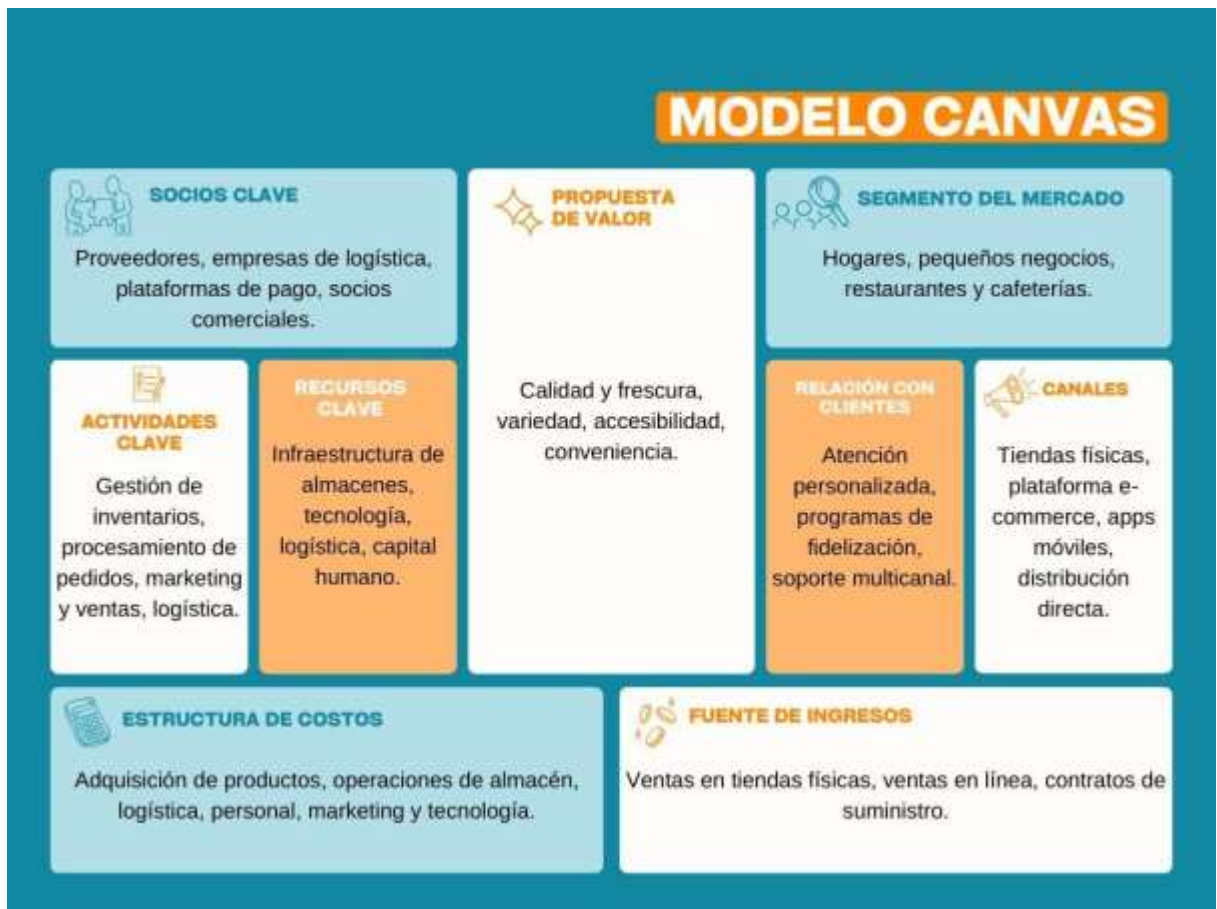 MODELO CANVAS
SOCIOS CLAVE
Proveedores, empresas de logística,
plataformas de pago, socios
comerciales.
PROPUESTA
DE VALOR
Calidad y frescura,
variedad, accesibilidad,
conveniencia.
SEGMENTO DEL MERCADO
Hogares, pequeños negocios,
restaurantes y cafeterías.
ACTIVIDADES
CLAVE
Gestión de
inventarios,
procesamiento de
pedidos, marketing
y ventas, logística.
RECURSOS
CLAVE
Infraestructura de
almacenes,
tecnología,
logística, capital
humano.
RELACIÓN CON
CLIENTES
Atención
personalizada,
programas de
fidelización,
soporte multicanal.
CANALES
Tiendas físicas,
plataforma e-
commerce, apps
móviles,
distribución
directa.
ESTRUCTURA DE COSTOS
Adquisición de productos, operaciones de almacén,
logística, personal, marketing y tecnología.
FUENTE DE INGRESOS
Ventas en tiendas físicas, ventas en línea, contratos de
suministro.